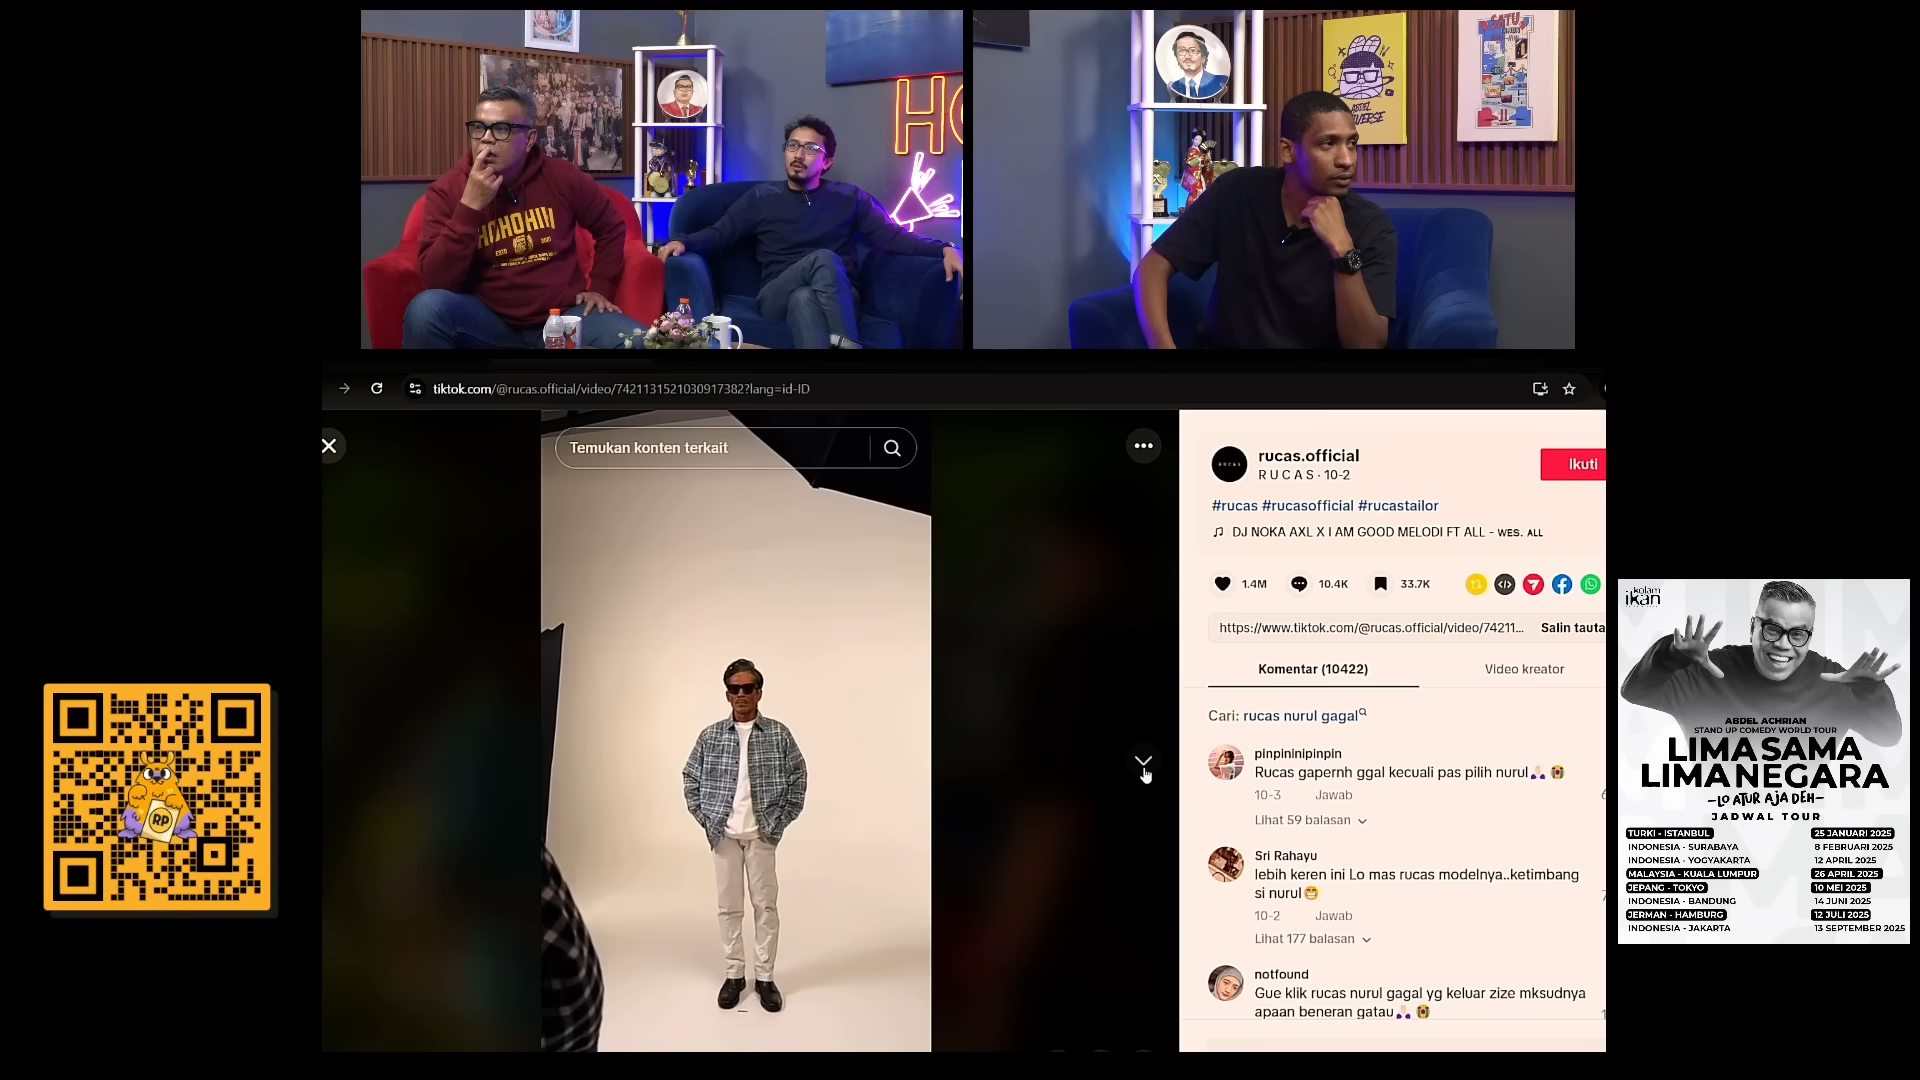 HOHOHIHI
ESTD
2021
HO
ABDEL
VERSE
SATU
tiktok.com/@rucas.official/video/7421131521030917382?lang=id-ID
Temukan konten terkait
rucas.official
R U C A S · 10-2
Ikuti
#rucas #rucasofficial #rucastailor
DJ NOKA AXL X I AM GOOD MELODI FT ALL - WES. ALL
1.4M
10.4K
33.7K
https://www.tiktok.com/@rucas.official/video/74211...
Salin tauta
Komentar (10422)
Video kreator
Cari: rucas nurul gagal
pinpininipinpin
Rucas gapernh ggal kecuali pas pilih nurul
10-3 Jawab
Lihat 59 balasan
Sri Rahayu
lebih keren ini Lo mas rucas modelnya..ketimbang
si nurul😁
10-2 Jawab
Lihat 177 balasan
notfound
Gue klik rucas nurul gagal yg keluar zize mksudnya
apaan beneran gatau
RP
kolam
ikan
ABDEL ACHRIAN
STAND UP COMEDY WORLD TOUR
LIMA SAMA
LIMA NEGARA
-LO ATUR AJA DEH-
JADWAL TOUR
TURKI - ISTANBUL 25 JANUARI 2025
INDONESIA - SURABAYA 8 FEBRUARI 2025
INDONESIA - YOGYAKARTA 12 APRIL 2025
MALAYSIA - KUALA LUMPUR 26 APRIL 2025
JEPANG - TOKYO 10 MEI 2025
INDONESIA - BANDUNG 14 JUNI 2025
JERMAN - HAMBURG 12 JULI 2025
INDONESIA - JAKARTA 13 SEPTEMBER 2025